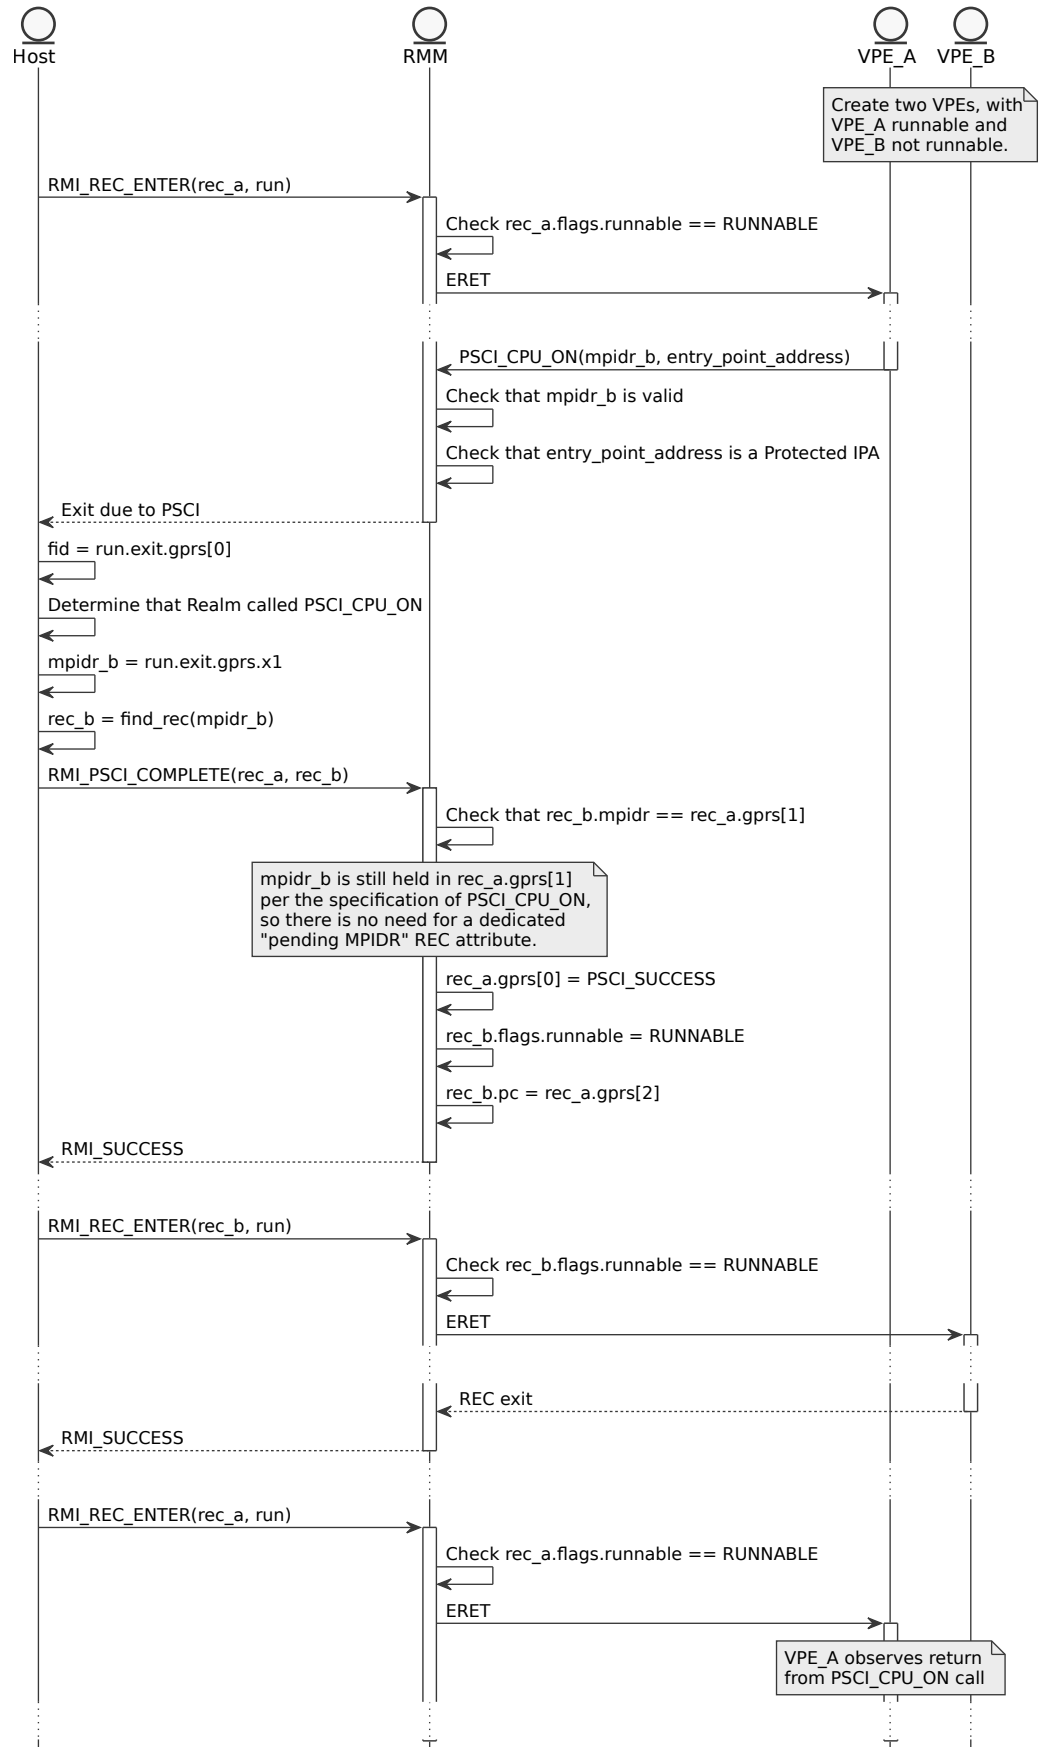 Host
RMM
VPE_A
VPE_B
Create two VPEs, with
VPE_A runnable and
VPE_B not runnable.
RMI_REC_ENTER(rec_a, run)
Check rec_a.flags.runnable == RUNNABLE
ERET
PSCI_CPU_ON(mpidr_b, entry_point_address)
Check that mpidr_b is valid
Check that entry_point_address is a Protected IPA
Exit due to PSCI
fid = run.exit.gprs[0]
Determine that Realm called PSCI_CPU_ON
mpidr_b = run.exit.gprs.x1
rec_b = find_rec(mpidr_b)
RMI_PSCI_COMPLETE(rec_a, rec_b)
Check that rec_b.mpidr == rec_a.gprs[1]
mpidr_b is still held in rec_a.gprs[1]
per the specification of PSCI_CPU_ON,
so there is no need for a dedicated
"pending MPIDR" REC attribute.
rec_a.gprs[0] = PSCI_SUCCESS
rec_b.flags.runnable = RUNNABLE
rec_b.pc = rec_a.gprs[2]
RMI_SUCCESS
RMI_REC_ENTER(rec_b, run)
Check rec_b.flags.runnable == RUNNABLE
ERET
REC exit
RMI_SUCCESS
RMI_REC_ENTER(rec_a, run)
Check rec_a.flags.runnable == RUNNABLE
ERET
VPE_A observes return
from PSCI_CPU_ON call